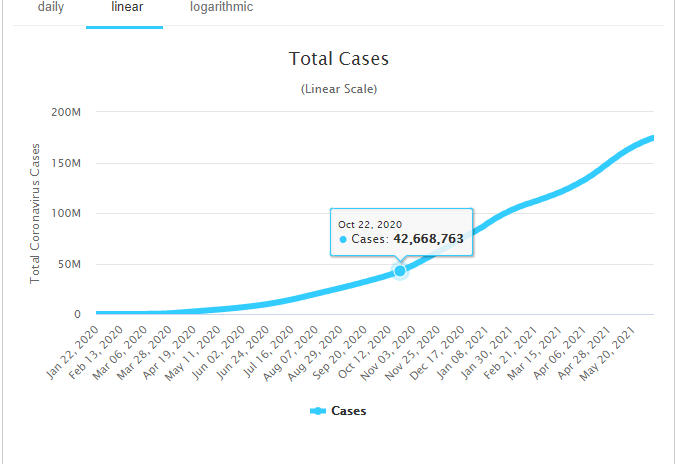 daily linear logarithmic
Total Cases
(Linear Scale)
Total Coronavirus Cases
200M
150M
100M
50M
0
Oct 22, 2020
Cases: 42,668,763
Jan 22, 2020
Feb 13, 2020
Mar 06, 2020
Mar 28, 2020
Apr 19, 2020
May 11, 2020
Jun 02, 2020
Jun 24, 2020
Jul 16, 2020
Aug 07, 2020
Aug 29, 2020
Sep 20, 2020
Oct 12, 2020
Nov 03, 2020
Nov 25, 2020
Dec 17, 2020
Jan 08, 2021
Jan 30, 2021
Feb 21, 2021
Mar 15, 2021
Apr 06, 2021
Apr 28, 2021
May 20, 2021
Cases